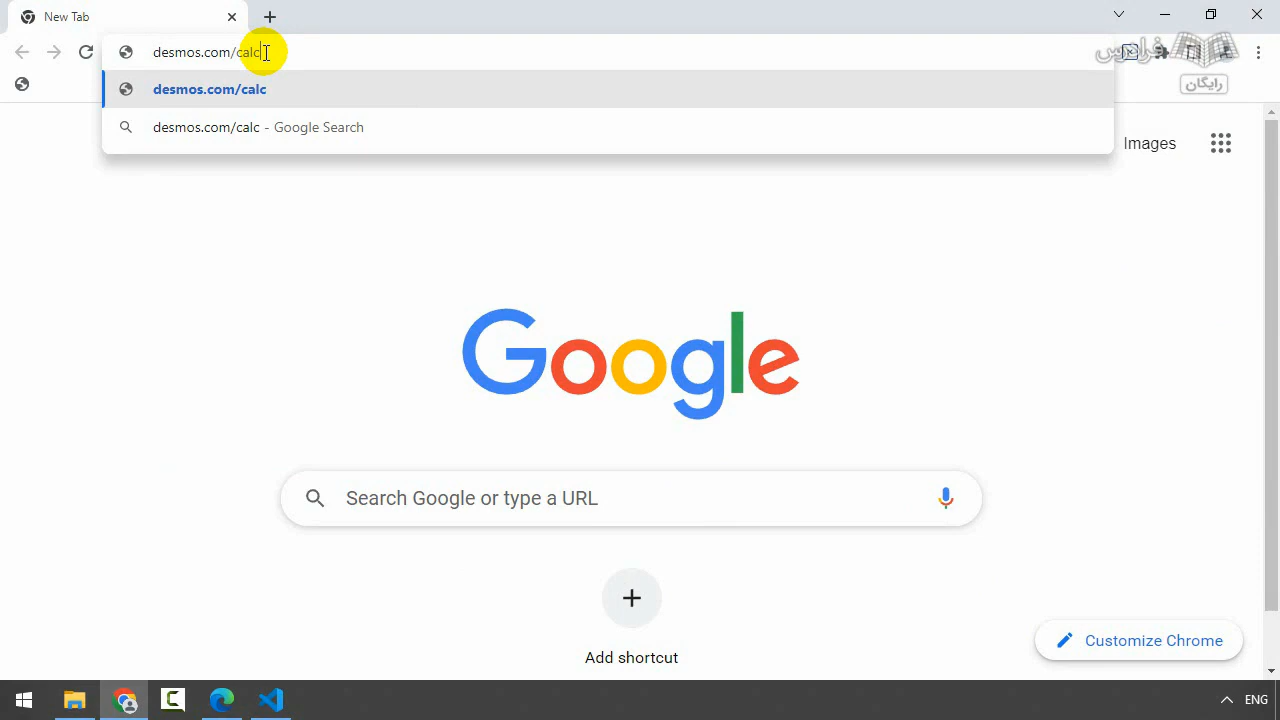 New Tab
desmos.com/calc
فرادرس
desmos.com/calc
رایگان
desmos.com/calc - Google Search
Images
Google
Search Google or type a URL
Add shortcut
Customize Chrome
ENG